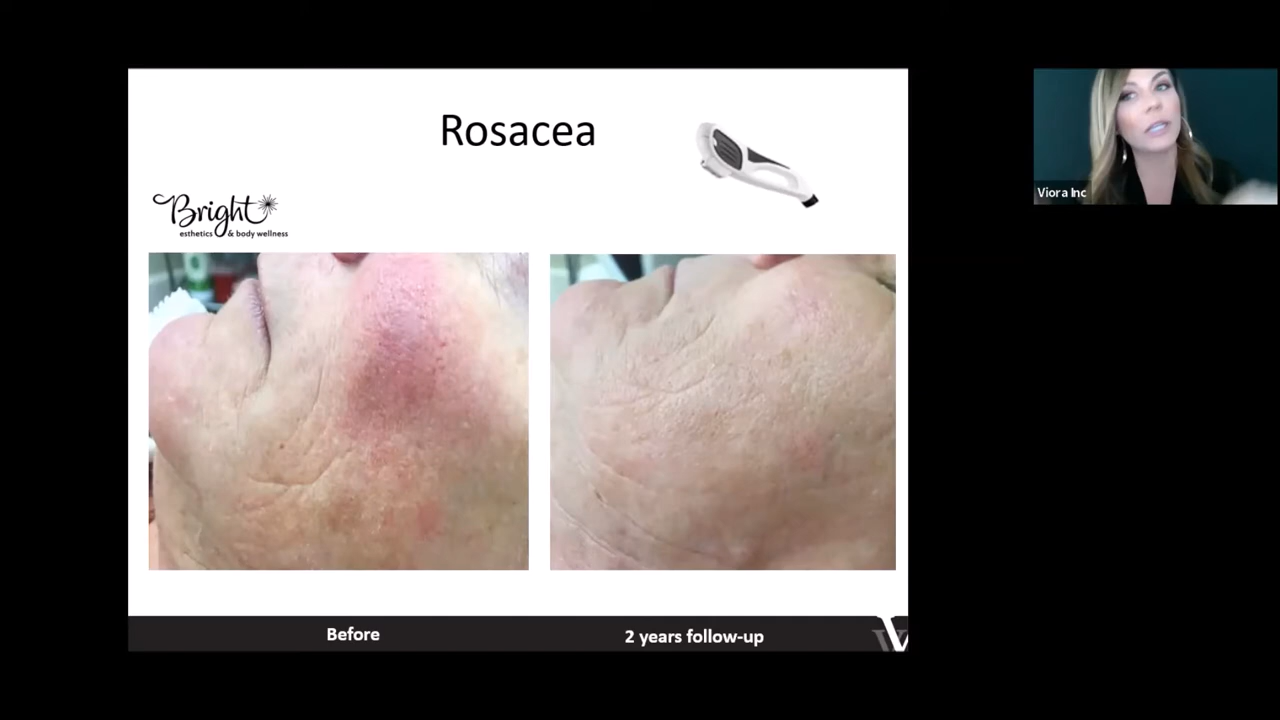 Rosacea
Bright
esthetics & body wellness
Before
2 years follow-up
Viora Inc